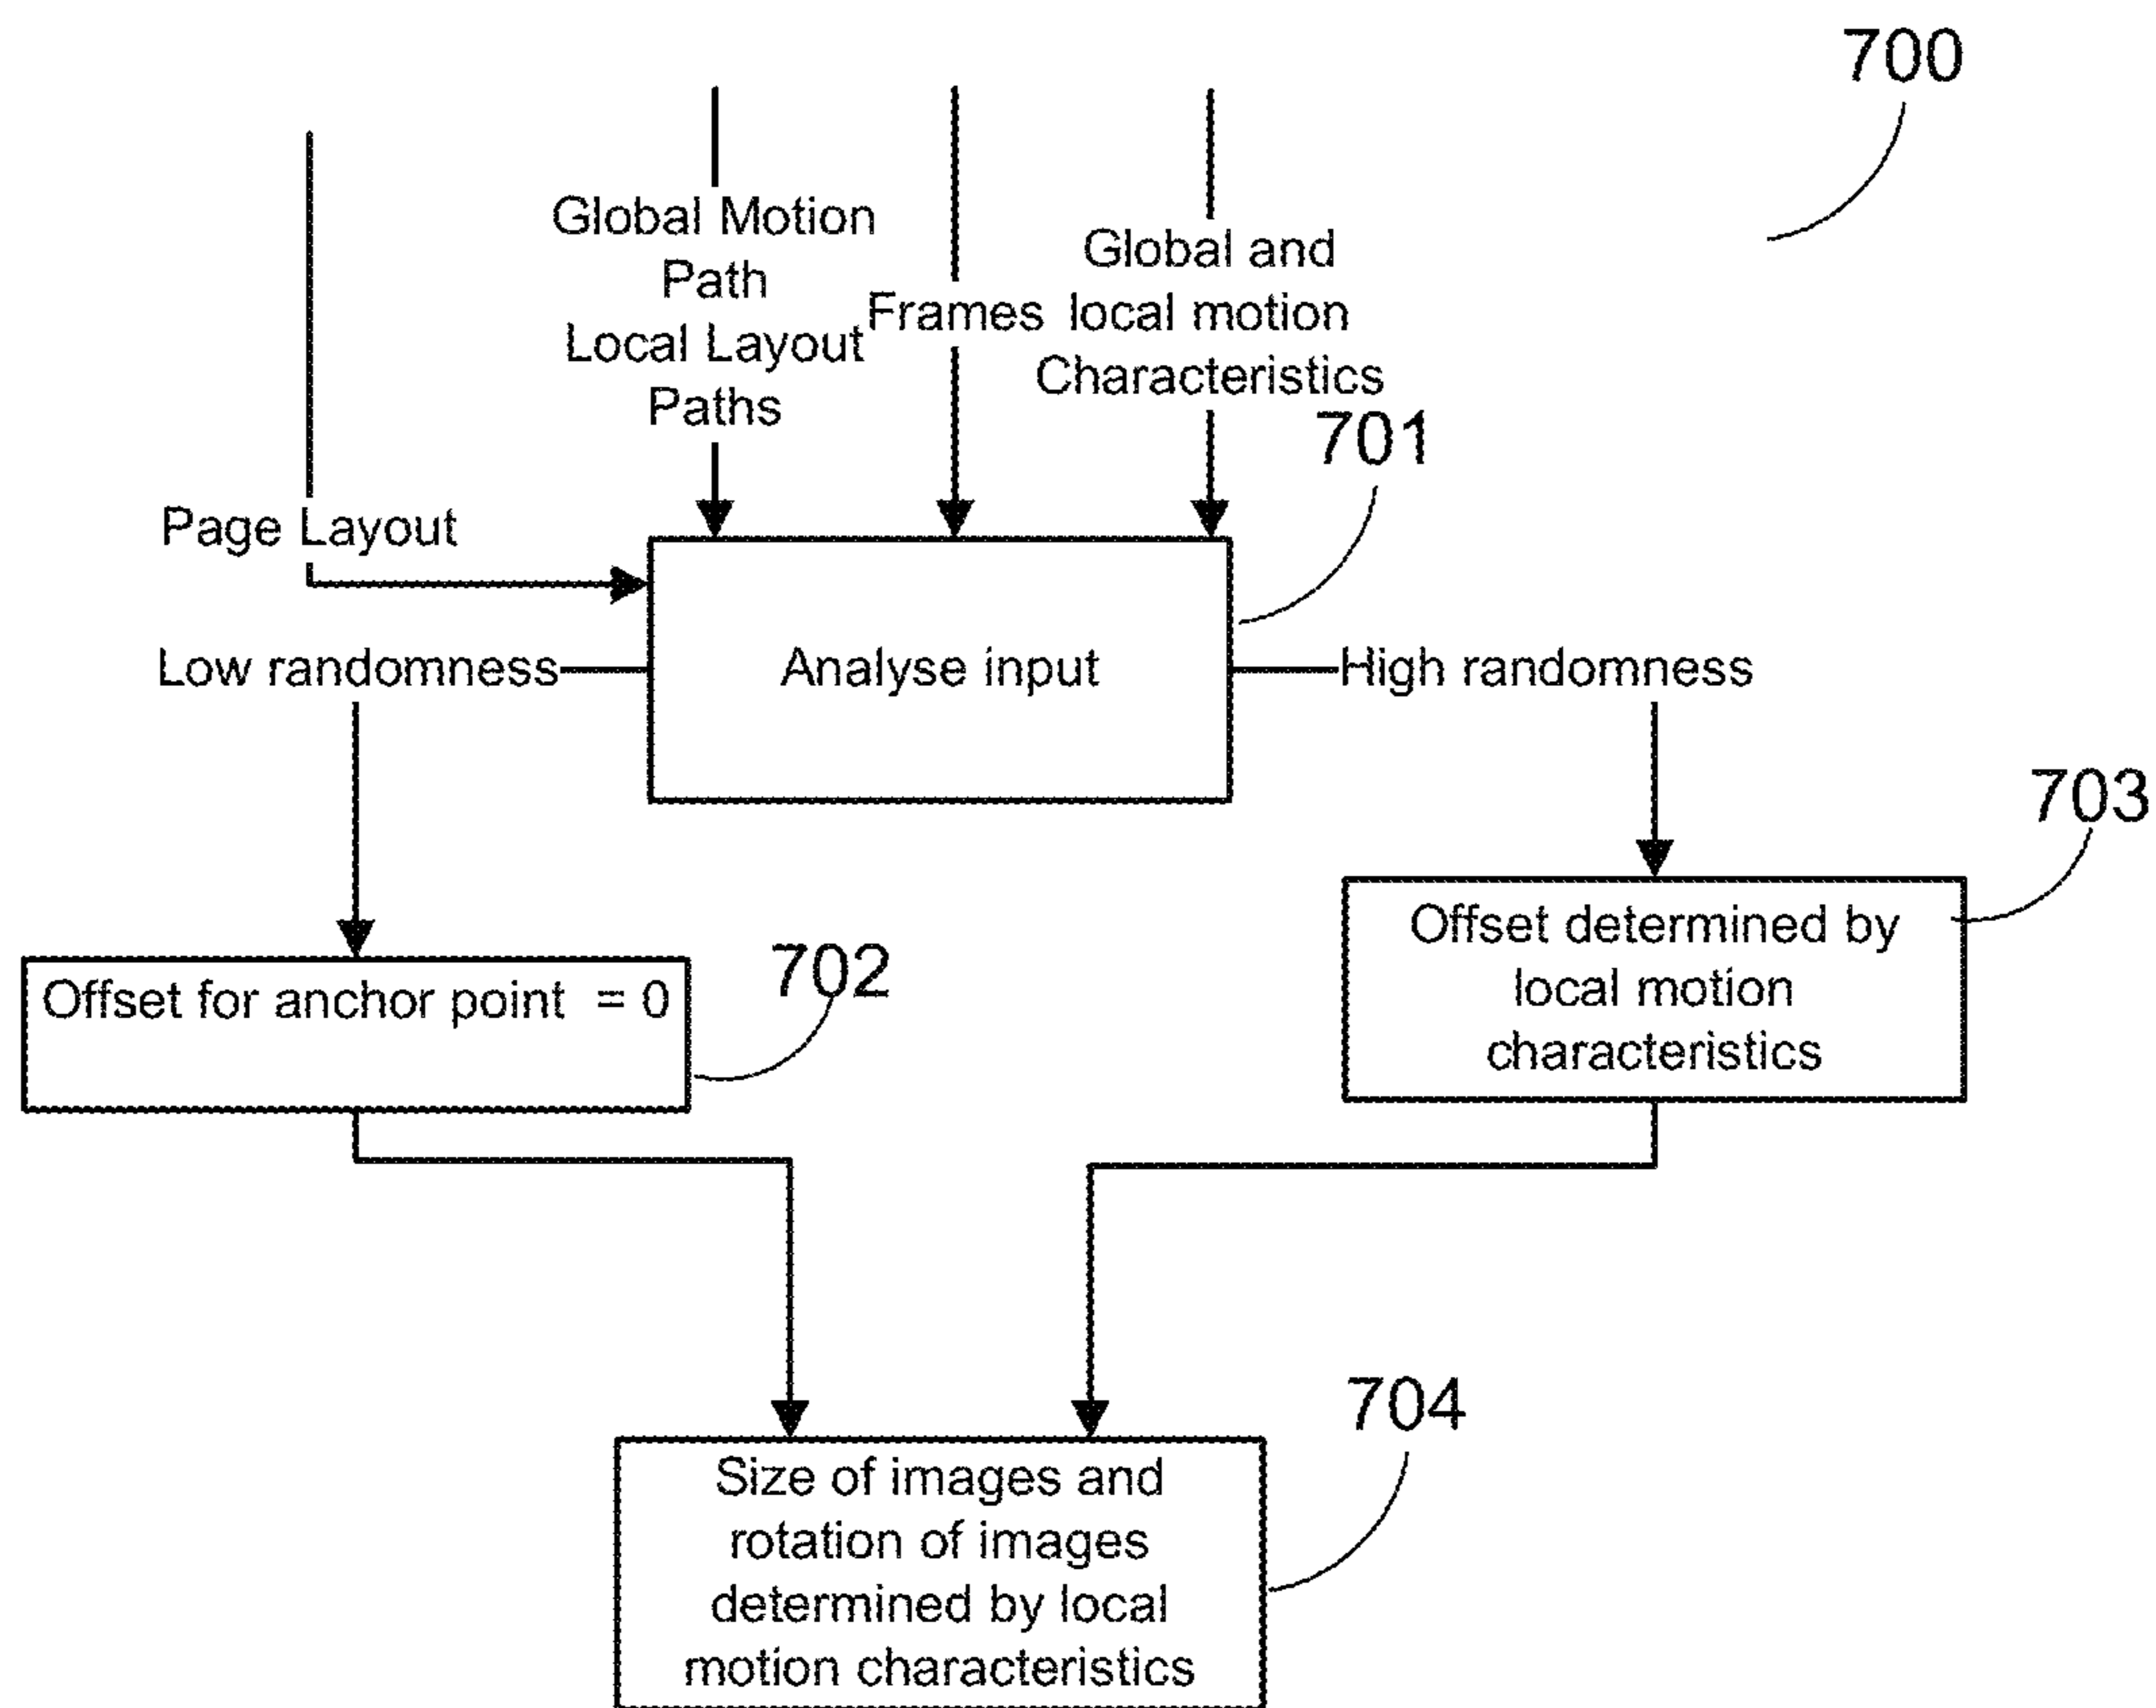 700
Global Motion
Path
Local Layout
Paths
Frames
Global and
local motion
Characteristics
701
Page Layout
Low randomness
Analyse input
High randomness
703
Offset for anchor point = 0
702
Offset determined by
local motion
characteristics
704
Size of images and
rotation of images
determined by local
motion characteristics